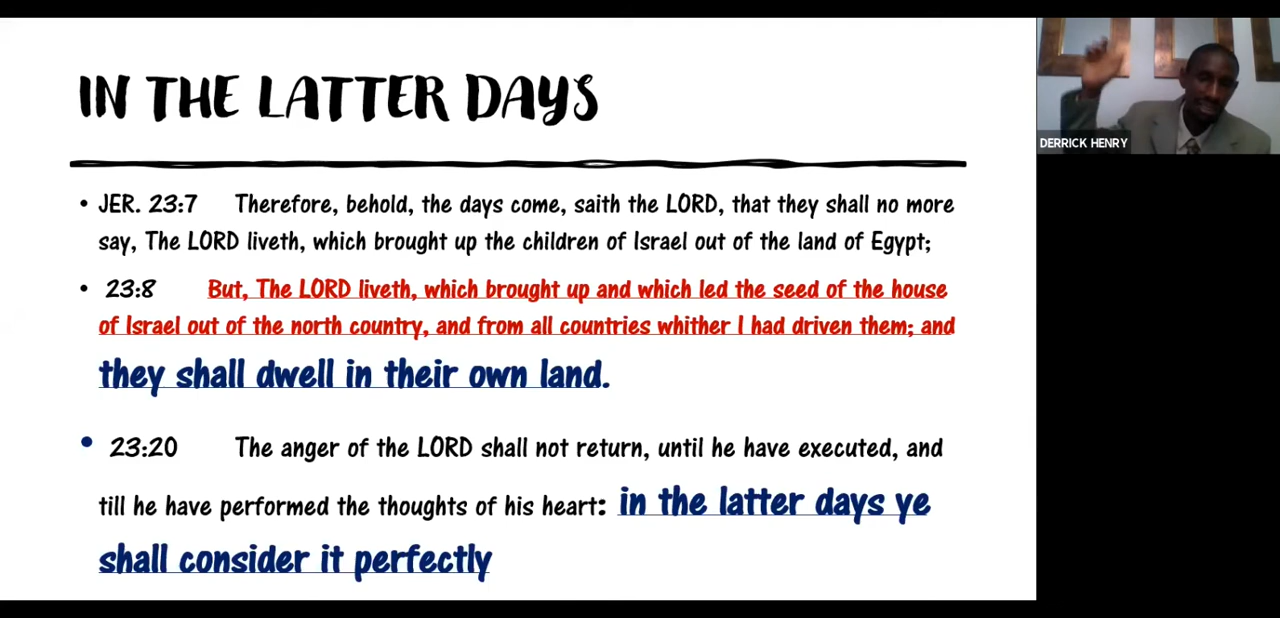 IN THE LATTER DAYS
DERRICK HENRY
• JER. 23:7 Therefore, behold, the days come, saith the LORD, that they shall no more
say, The LORD liveth, which brought up the children of Israel out of the land of Egypt;
• 23:8 But, The LORD liveth, which brought up and which led the seed of the house
of Israel out of the north country, and from all countries whither I had driven them; and
they shall dwell in their own land.
• 23:20 The anger of the LORD shall not return, until he have executed, and
till he have performed the thoughts of his heart: in the latter days ye
shall consider it perfectly